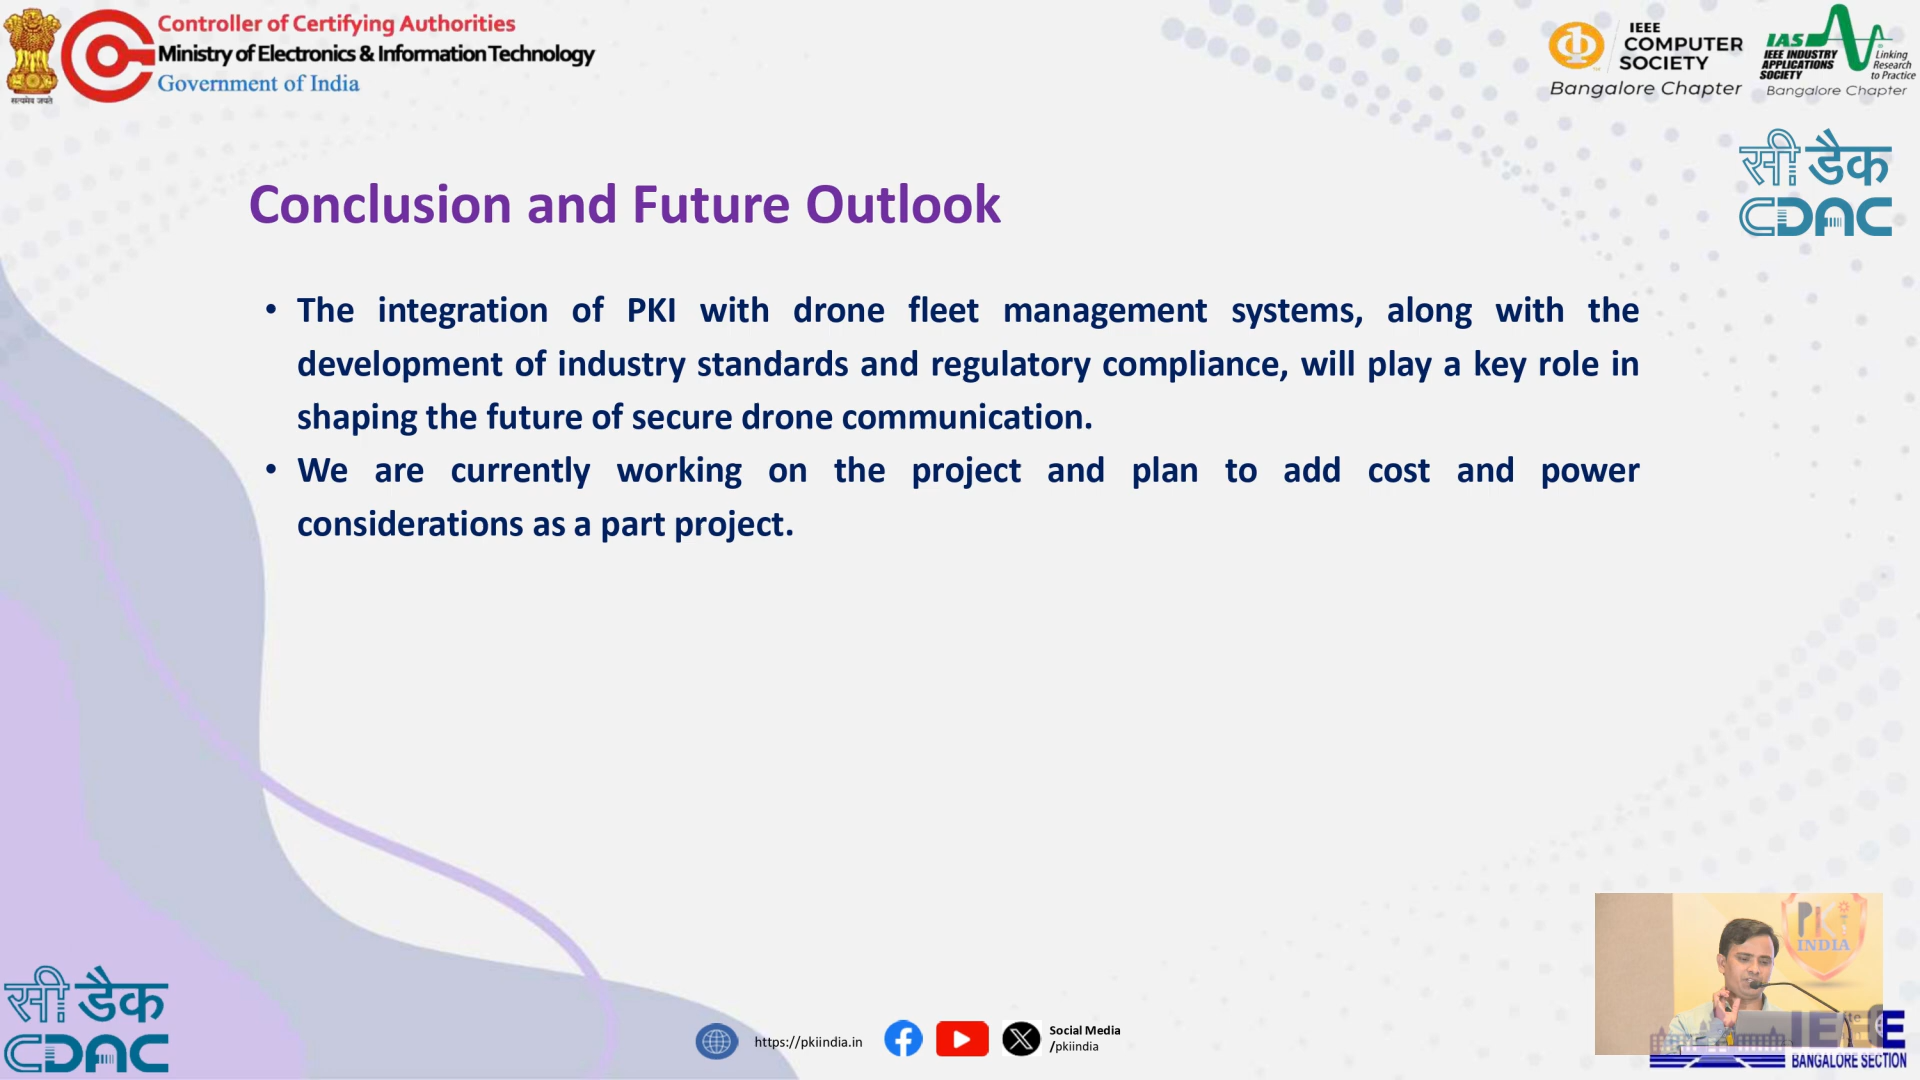 Controller of Certifying Authorities
Ministry of Electronics & Information Technology
Government of India
सत्यमेव जयते
IEEE
COMPUTER
SOCIETY
Bangalore Chapter
IAS
IEEE INDUSTRY
APPLICATIONS
SOCIETY
Linking
Research
to Practice
Bangalore Chapter
सी डैक
CDAC
Conclusion and Future Outlook
• The integration of PKI with drone fleet management systems, along with the
development of industry standards and regulatory compliance, will play a key role in
shaping the future of secure drone communication.
• We are currently working on the project and plan to add cost and power
considerations as a part project.
PKI
INDIA
सी डैक
CDAC
https://pkiindia.in
Social Media
/pkiindia
BANGALORE SECTION